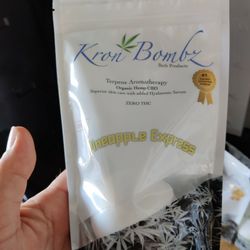 Kron Bombz
Bath Products
Terpene Aromatherapy
Organic Hemp CBD
Superior skin care with added Hyaluronic Serum
ZERO THC
Pineapple Express